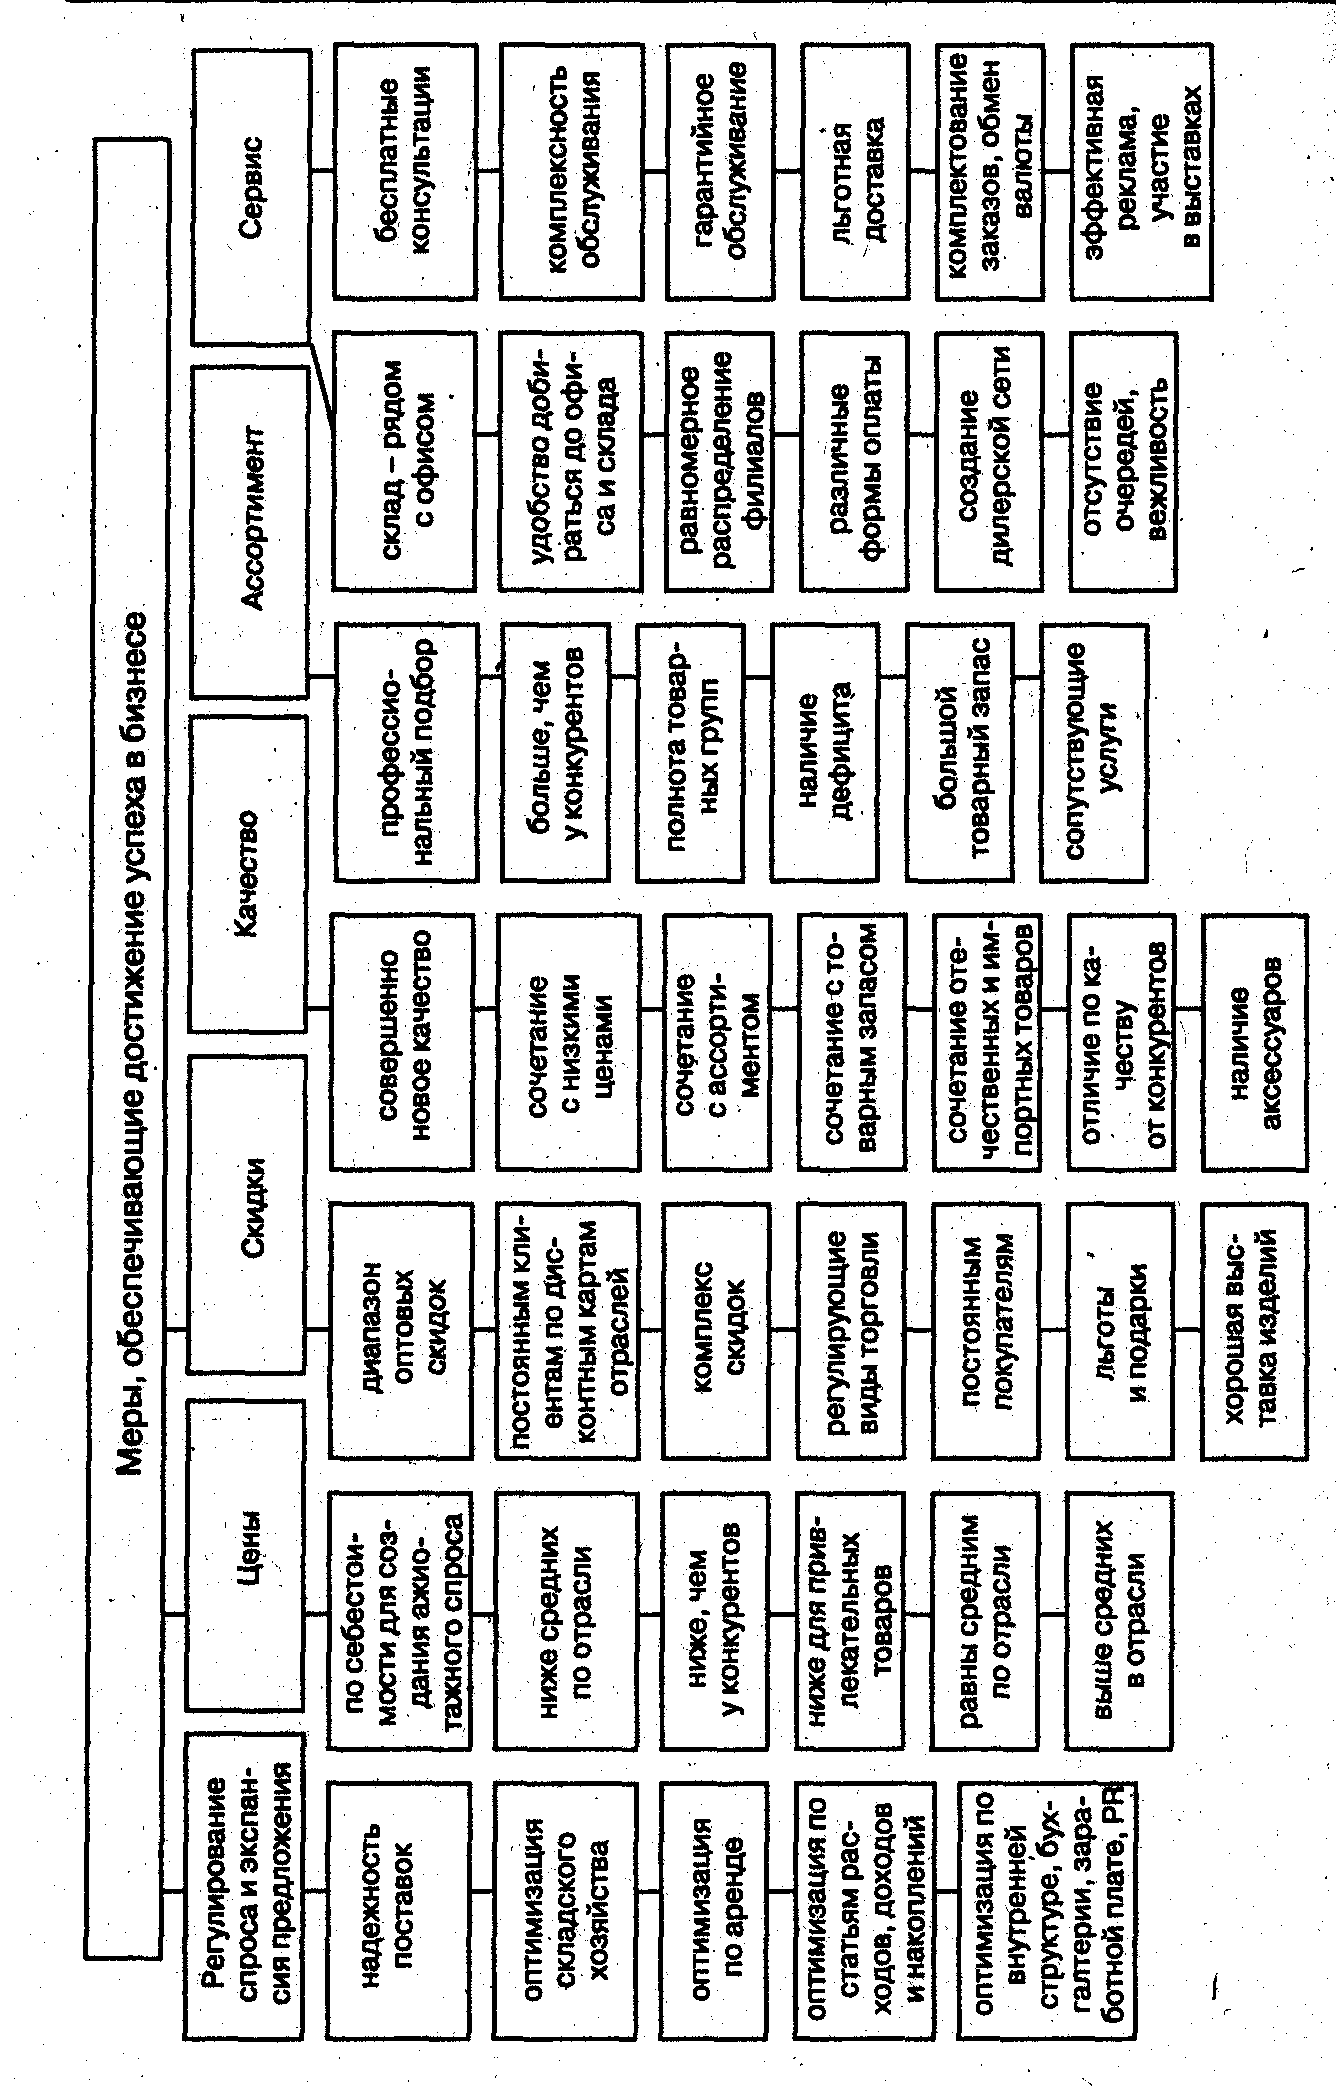 Меры, обеспечивающие достижение успеха в бизнесе
Регулирование
спроса и экспан-
сия предложения
Цены
Скидки
Качество
Ассортимент
Сервис
надежность
поставок
оптимизация
складского
хозяйства
оптимизация
по аренде
оптимизация по
статьям рас-
ходов, доходов
и накоплений
оптимизация по
внутренней
структуре, бух-
галтерии, зара-
ботной плате, PR
по себестои-
мости для соз-
дания ажио-
тажного спроса
ниже средних
по отрасли
ниже, чем
у конкурентов
ниже для прив-
лекательных
товаров
равны средним
по отрасли
выше средних
в отрасли
диапазон
оптовых
скидок
постоянным кли-
ентам по дис-
контным картам
отраслей
комплекс
скидок
регулирующие
виды торговли
постоянным
покупателям
льготы
и подарки
хорошая выс-
тавка изделий
совершенно
новое качество
сочетание
с низкими
ценами
сочетание
с ассорти-
ментом
сочетание с то-
варным запасом
сочетание оте-
чественных и им-
портных товаров
отличие по ка-
честву
от конкурентов
наличие
аксессуаров
профессио-
нальный подбор
больше, чем
у конкурентов
полнота товар-
ных групп
наличие
дефицита
большой
товарный запас
сопутствующие
услуги
склад – рядом
с офисом
удобство доби-
раться до офи-
са и склада
равномерное
распределение
филиалов
различные
формы оплаты
создание
дилерской сети
отсутствие
очередей,
вежливость
бесплатные
консультации
комплексность
обслуживания
гарантийное
обслуживание
льготная
доставка
комплектование
заказов, обмен
валюты
эффективная
реклама,
участие
в выставках